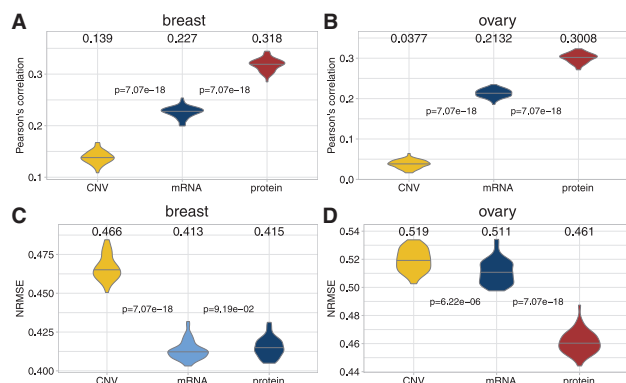 A
breast
0.139 0.227 0.318
Pearson's correlation
0.3
0.2
0.1
p=7.07e-18 p=7.07e-18
CNV mRNA protein
B
ovary
0.0377 0.2132 0.3008
Pearson's correlation
0.3
0.2
0.1
0.0
p=7.07e-18 p=7.07e-18
CNV mRNA protein
C
breast
0.466 0.413 0.415
NRMSE
0.475
0.450
0.425
0.400
p=7.07e-18 p=9.19e-02
CNV mRNA protein
D
ovary
0.519 0.511 0.461
NRMSE
0.54
0.52
0.50
0.48
0.46
0.44
p=6.22e-06 p=7.07e-18
CNV mRNA protein